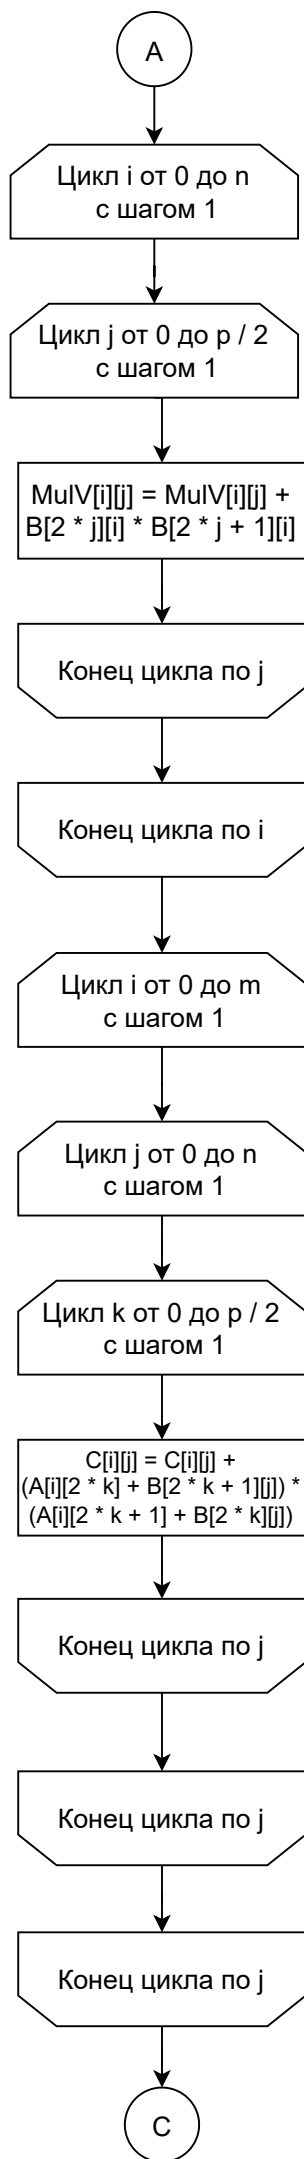 A
Цикл i от 0 до n
с шагом 1
Цикл j от 0 до p / 2
с шагом 1
MulV[i][j] = MulV[i][j] +
B[2 * j][i] * B[2 * j + 1][i]
Конец цикла по j
Конец цикла по i
Цикл i от 0 до m
с шагом 1
Цикл j от 0 до n
с шагом 1
Цикл k от 0 до p / 2
с шагом 1
C[i][j] = C[i][j] +
(A[i][2 * k] + B[2 * k + 1][j]) *
(A[i][2 * k + 1] + B[2 * k][j])
Конец цикла по j
Конец цикла по j
Конец цикла по j
C